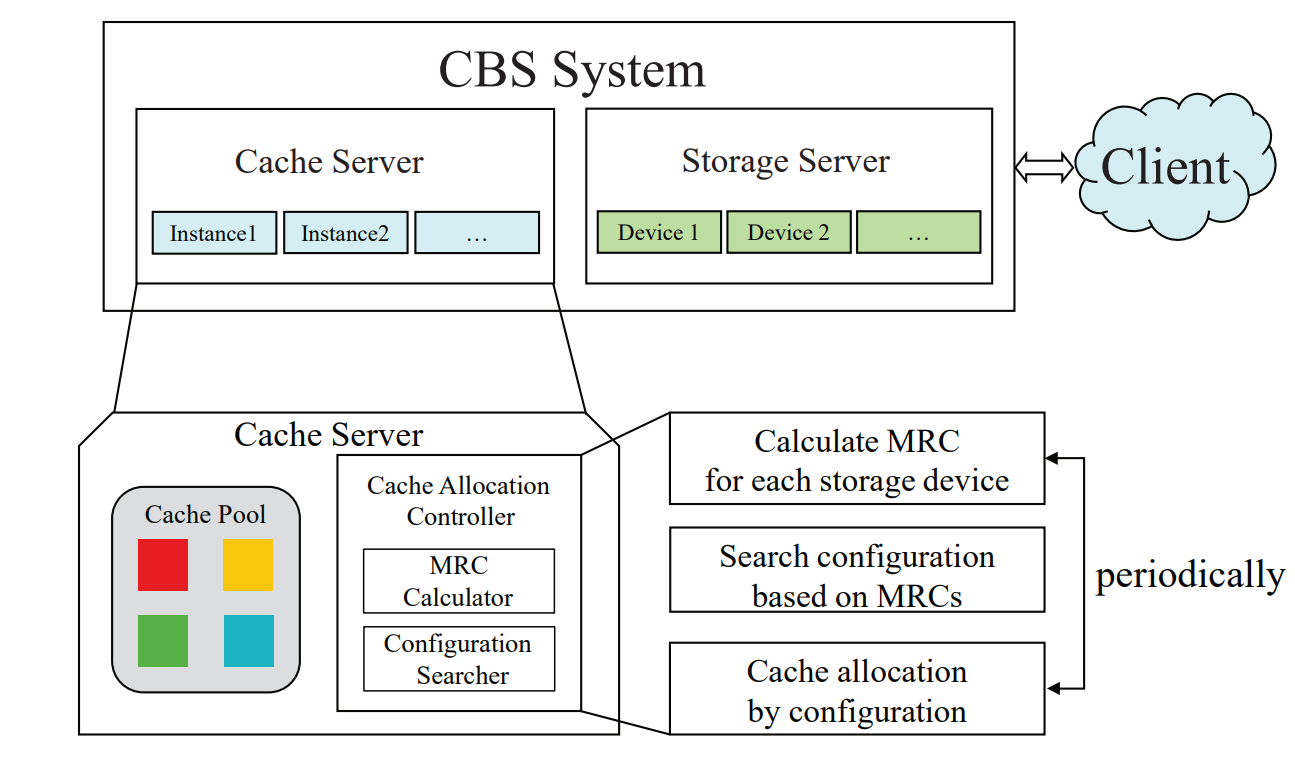 CBS System
Cache Server
Storage Server
Instance1
Instance2
…
Device 1
Device 2
…
Client
Cache Server
Cache Pool
Cache Allocation
Controller
MRC
Calculator
Configuration
Searcher
Calculate MRC
for each storage device
Search configuration
based on MRCs
Cache allocation
by configuration
periodically